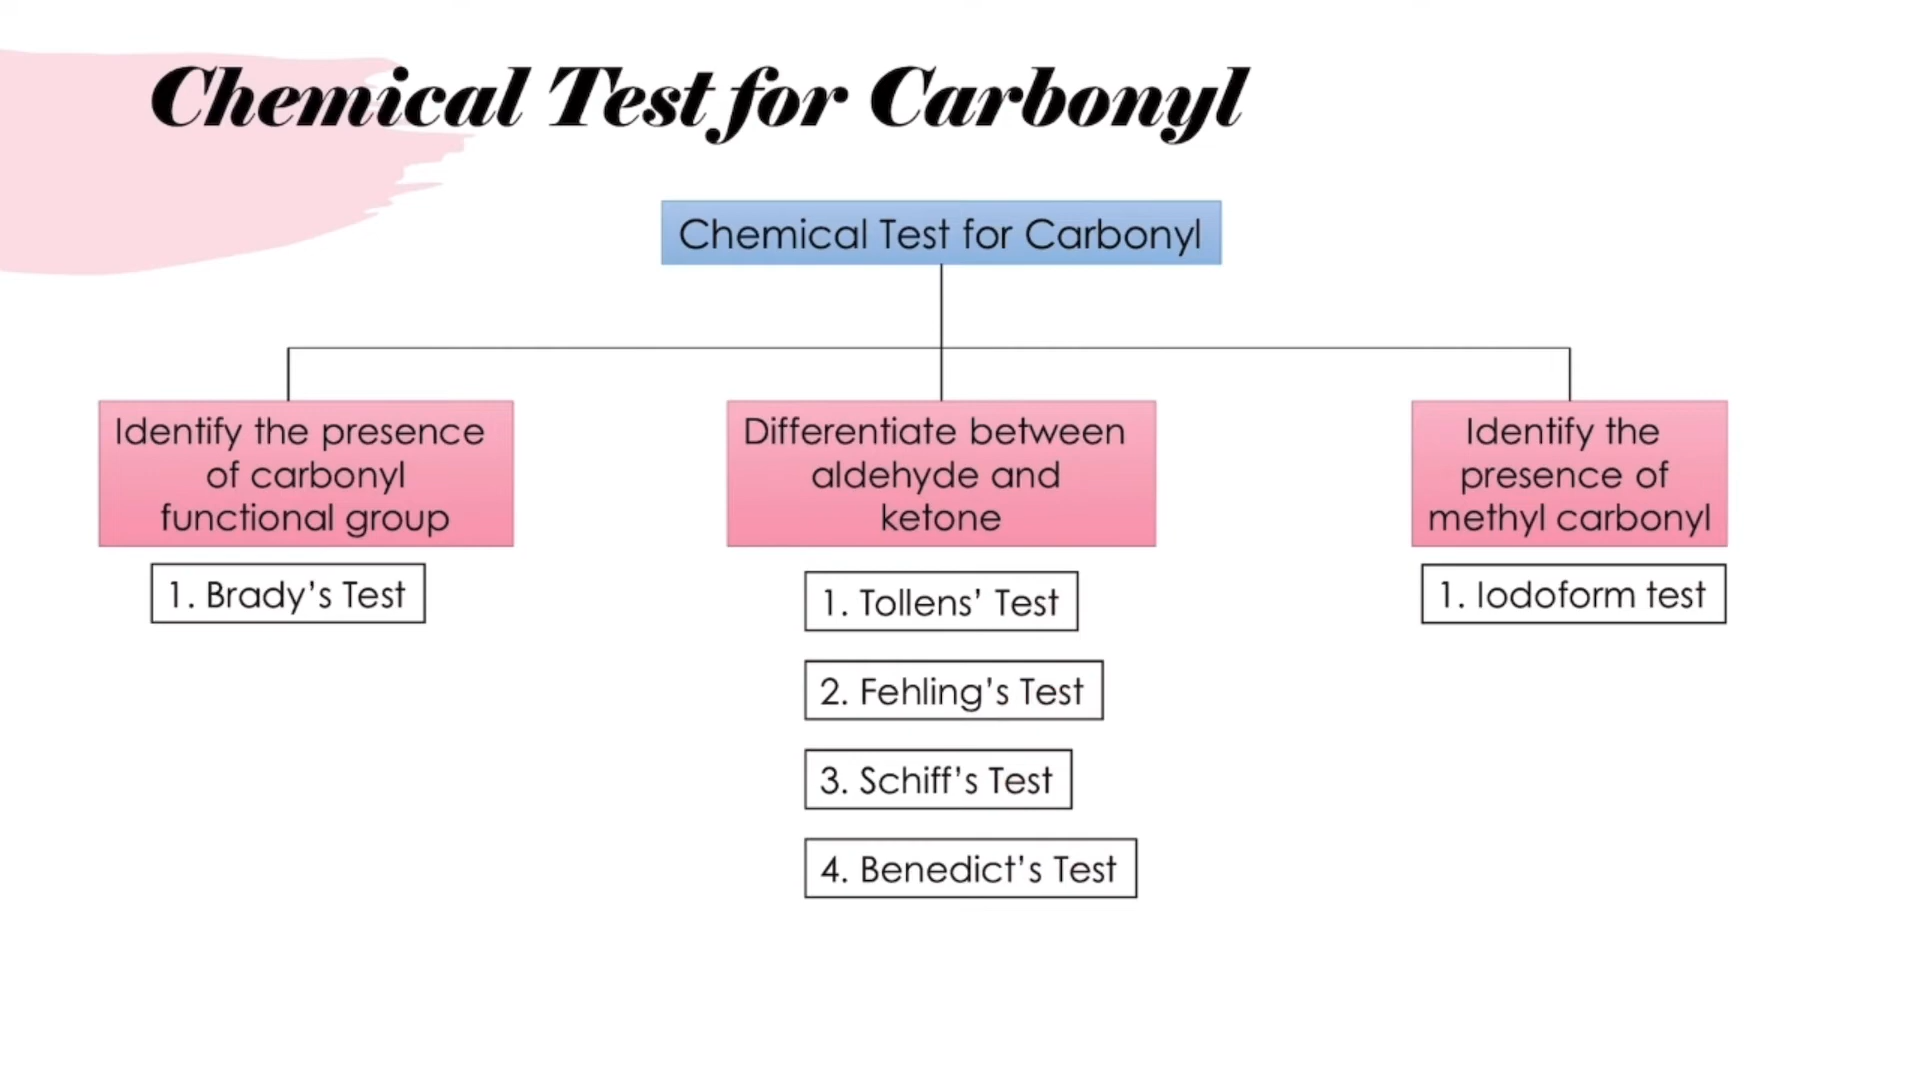 Chemical Test for Carbonyl
Chemical Test for Carbonyl
Identify the presence
of carbonyl
functional group
1. Brady’s Test
Differentiate between
aldehyde and
ketone
1. Tollens’ Test
2. Fehling’s Test
3. Schiff’s Test
4. Benedict’s Test
Identify the
presence of
methyl carbonyl
1. Iodoform test